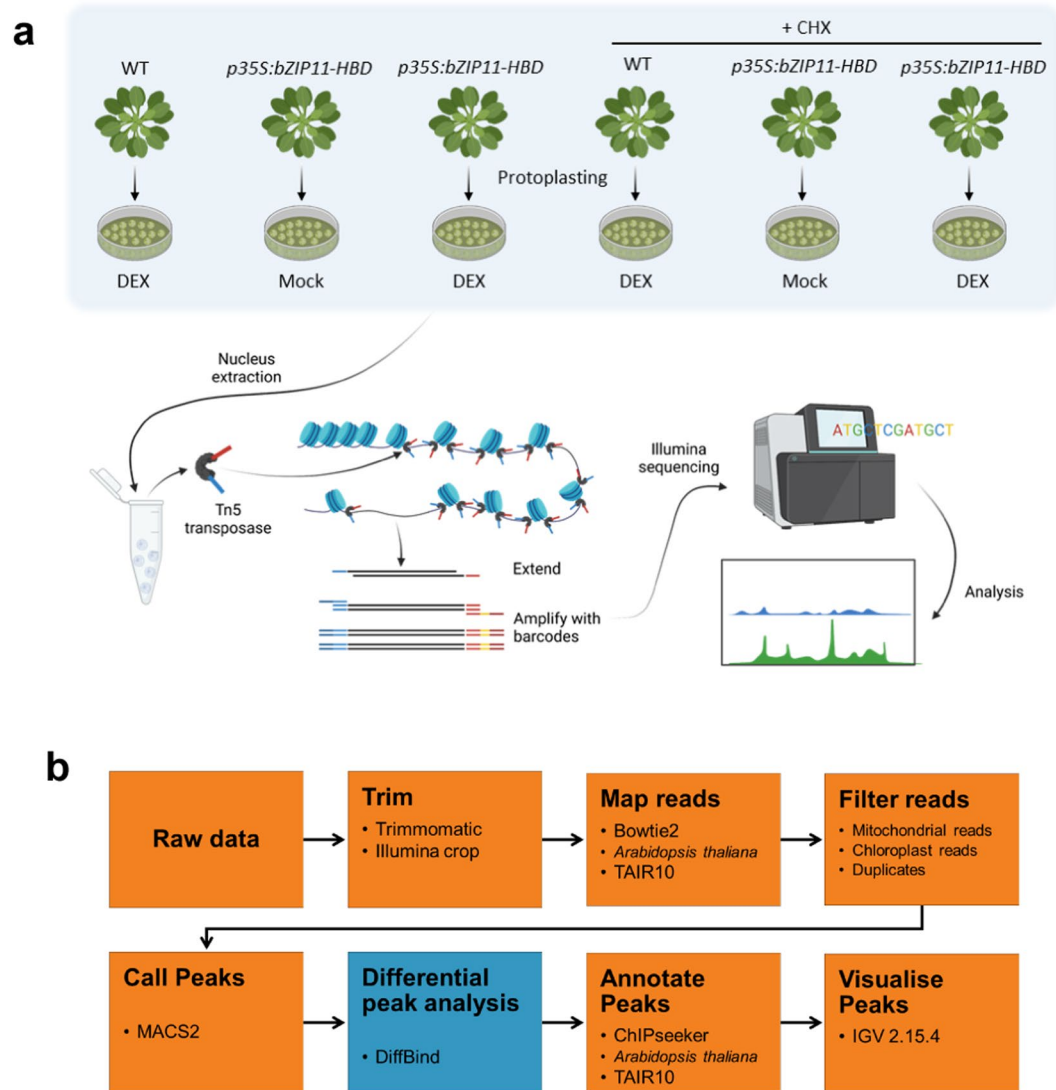 a
+ CHX
WT
p35S:bZIP11-HBD
p35S:bZIP11-HBD
WT
p35S:bZIP11-HBD
p35S:bZIP11-HBD
Protoplasting
DEX
Mock
DEX
DEX
Mock
DEX
Nucleus
extraction
Tn5
transposase
Extend
Amplify with
barcodes
Illumina
sequencing
ATGCTCGATGCT
Analysis
b
Raw data
Trim
• Trimmomatic
• Illumina crop
Map reads
• Bowtie2
• Arabidopsis thaliana
• TAIR10
Filter reads
• Mitochondrial reads
• Chloroplast reads
• Duplicates
Call Peaks
• MACS2
Differential
peak analysis
• DiffBind
Annotate
Peaks
• ChIPseeker
• Arabidopsis thaliana
• TAIR10
Visualise
Peaks
• IGV 2.15.4